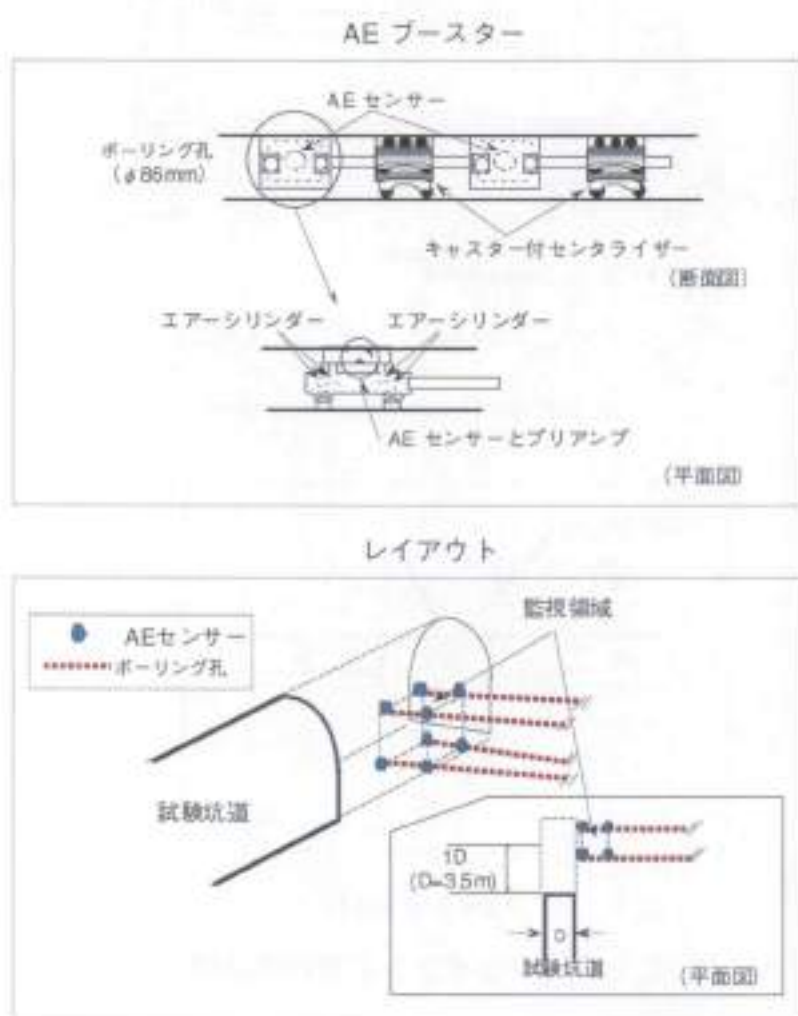 AE ブースター
AE センサー
ボーリング孔
(φ86mm)
キャスター付センタライザー
(断面図)
エアーシリンダー エアーシリンダー
AE センサーとプリアンプ
(平面図)
レイアウト
監視領域
AEセンサー
ボーリング孔
試験坑道
1D
(D=3.5m)
D
試験坑道
(平面図)